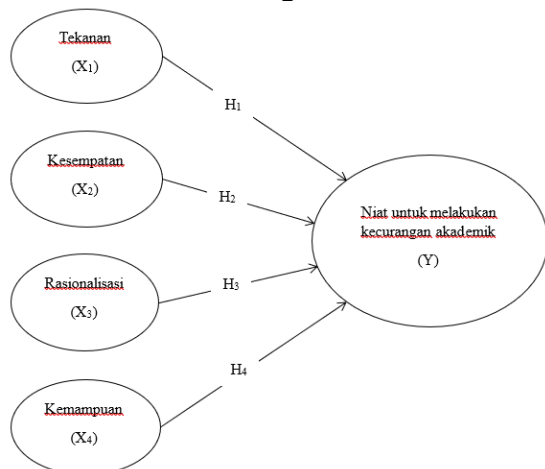 Tekanan
(X₁)
H₁
Kesempatan
(X₂)
H₂
Niat untuk melakukan
kecurangan akademik
(Y)
Rasionalisasi
(X₃)
H₃
H₄
Kemampuan
(X₄)